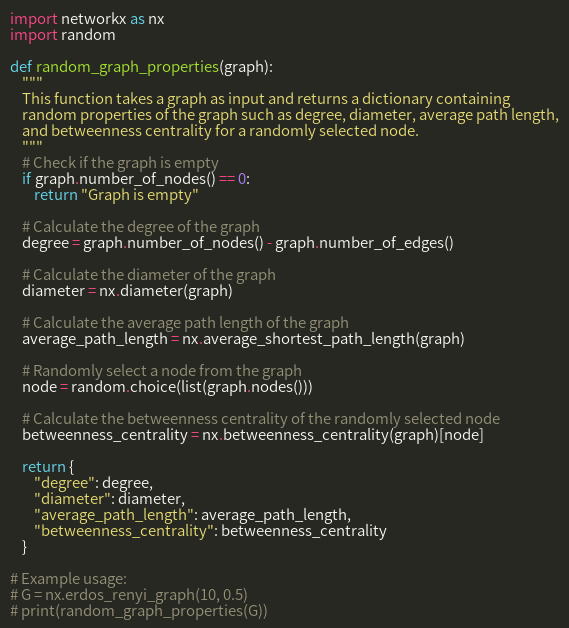 import networkx as nx
import random

def random_graph_properties(graph):
    """
    This function takes a graph as input and returns a dictionary containing
    random properties of the graph such as degree, diameter, average path length,
    and betweenness centrality for a randomly selected node.
    """
    # Check if the graph is empty
    if graph.number_of_nodes() == 0:
        return "Graph is empty"

    # Calculate the degree of the graph
    degree = graph.number_of_nodes() - graph.number_of_edges()

    # Calculate the diameter of the graph
    diameter = nx.diameter(graph)

    # Calculate the average path length of the graph
    average_path_length = nx.average_shortest_path_length(graph)

    # Randomly select a node from the graph
    node = random.choice(list(graph.nodes()))

    # Calculate the betweenness centrality of the randomly selected node
    betweenness_centrality = nx.betweenness_centrality(graph)[node]

    return {
        "degree": degree,
        "diameter": diameter,
        "average_path_length": average_path_length,
        "betweenness_centrality": betweenness_centrality
    }

# Example usage:
# G = nx.erdos_renyi_graph(10, 0.5)
# print(random_graph_properties(G))